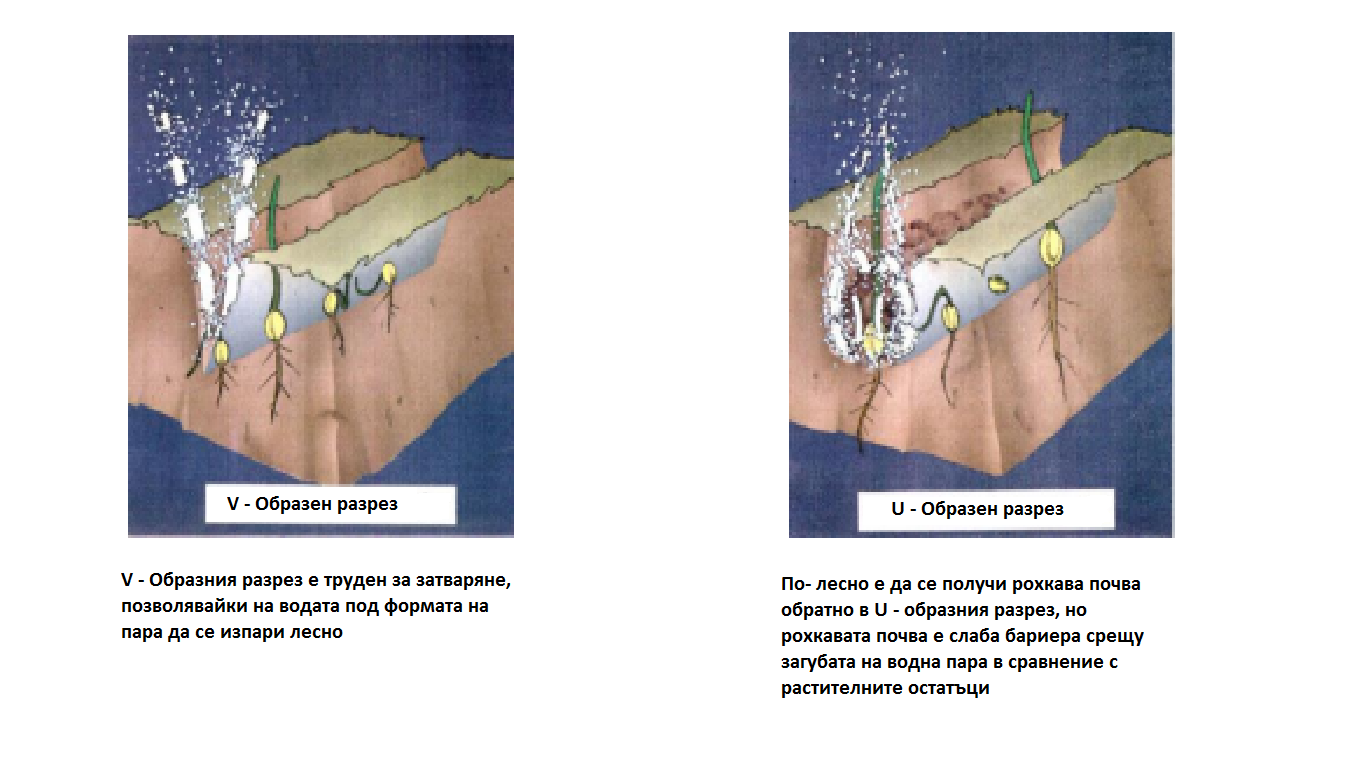 V - Образен разрез
V - Образния разрез е труден за затваряне,
позволявайки на водата под формата на
пара да се изпари лесно
U - Образен разрез
По- лесно е да се получи рохкава почва
обратно в U - образния разрез, но
рохкавата почва е слаба бариера срещу
загубата на водна пара в сравнение с
растителните остатъци